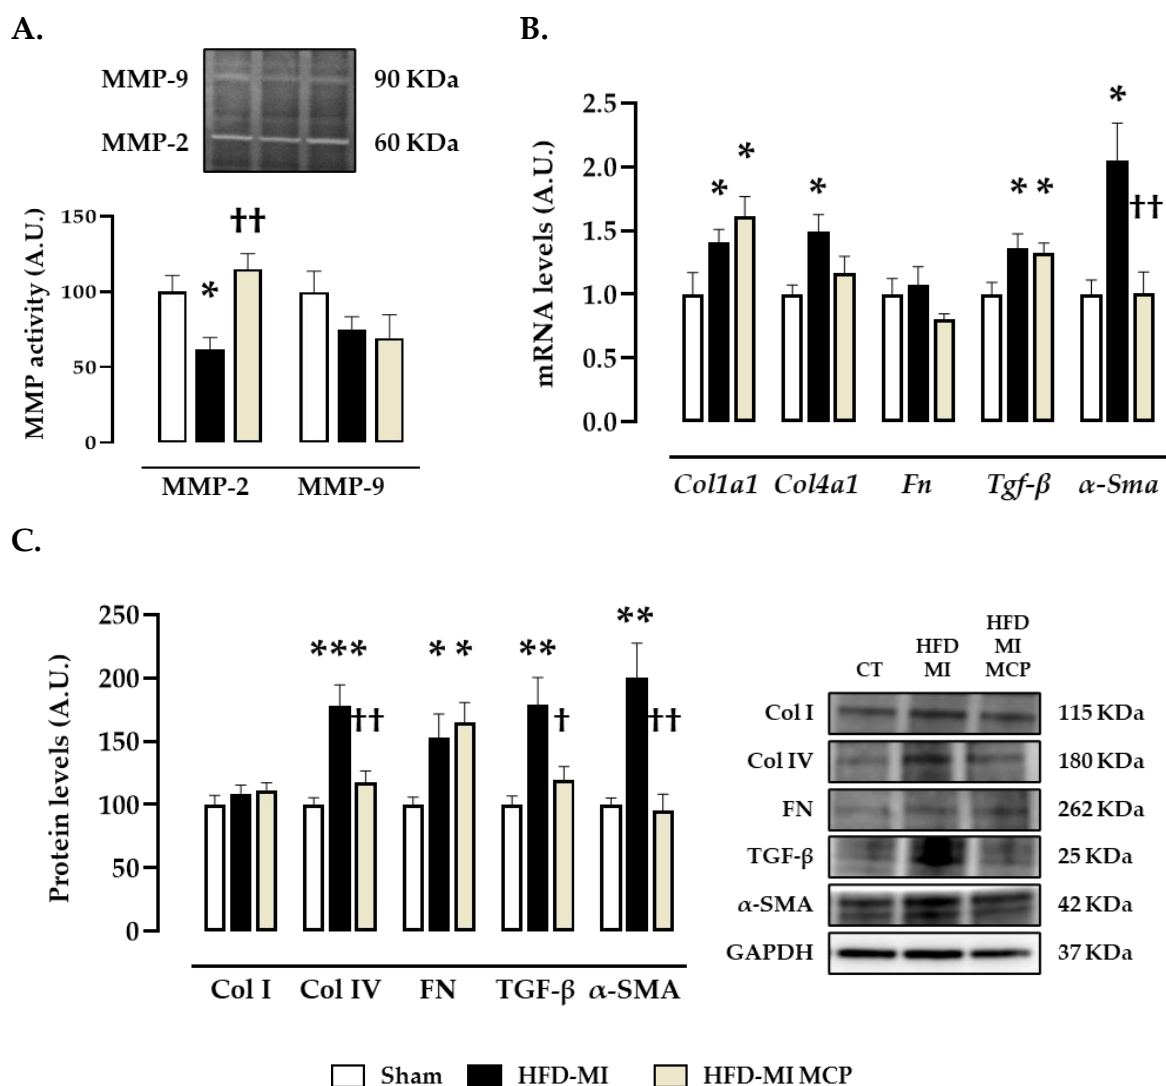 A.
MMP-9 90 KDa
MMP-2 60 KDa
MMP activity (A.U.)
150
100
50
0
††
*
MMP-2 MMP-9
B.
mRNA levels (A.U.)
2.5
2.0
1.5
1.0
0.5
0.0
* * * * * * ††
Col1a1 Col4a1 Fn Tgf-β α-Sma
C.
Protein levels (A.U.)
250
200
150
100
50
0
*** †† * * ** † ** ††
Col I Col IV FN TGF-β α-SMA
CT HFD MI HFD MI MCP
Col I 115 KDa
Col IV 180 KDa
FN 262 KDa
TGF-β 25 KDa
α-SMA 42 KDa
GAPDH 37 KDa
Sham HFD-MI HFD-MI MCP